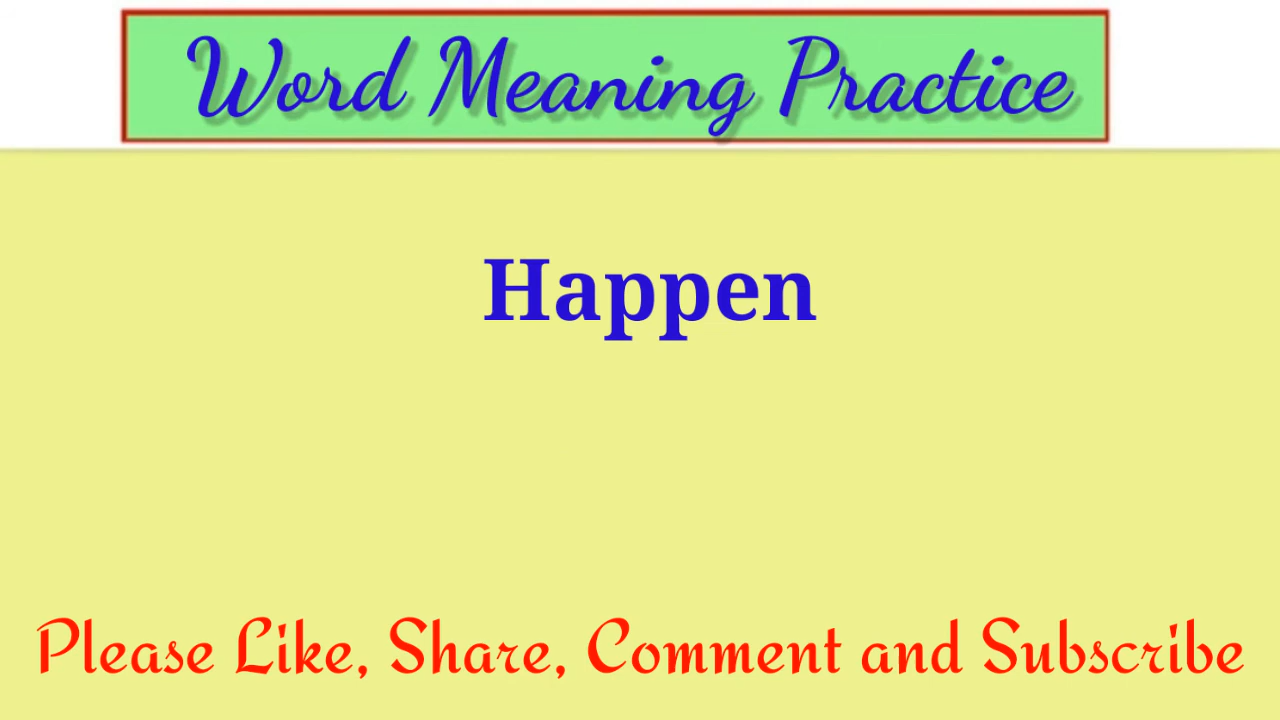 Word Meaning Practice
Happen
Please Like, Share, Comment and Subscribe